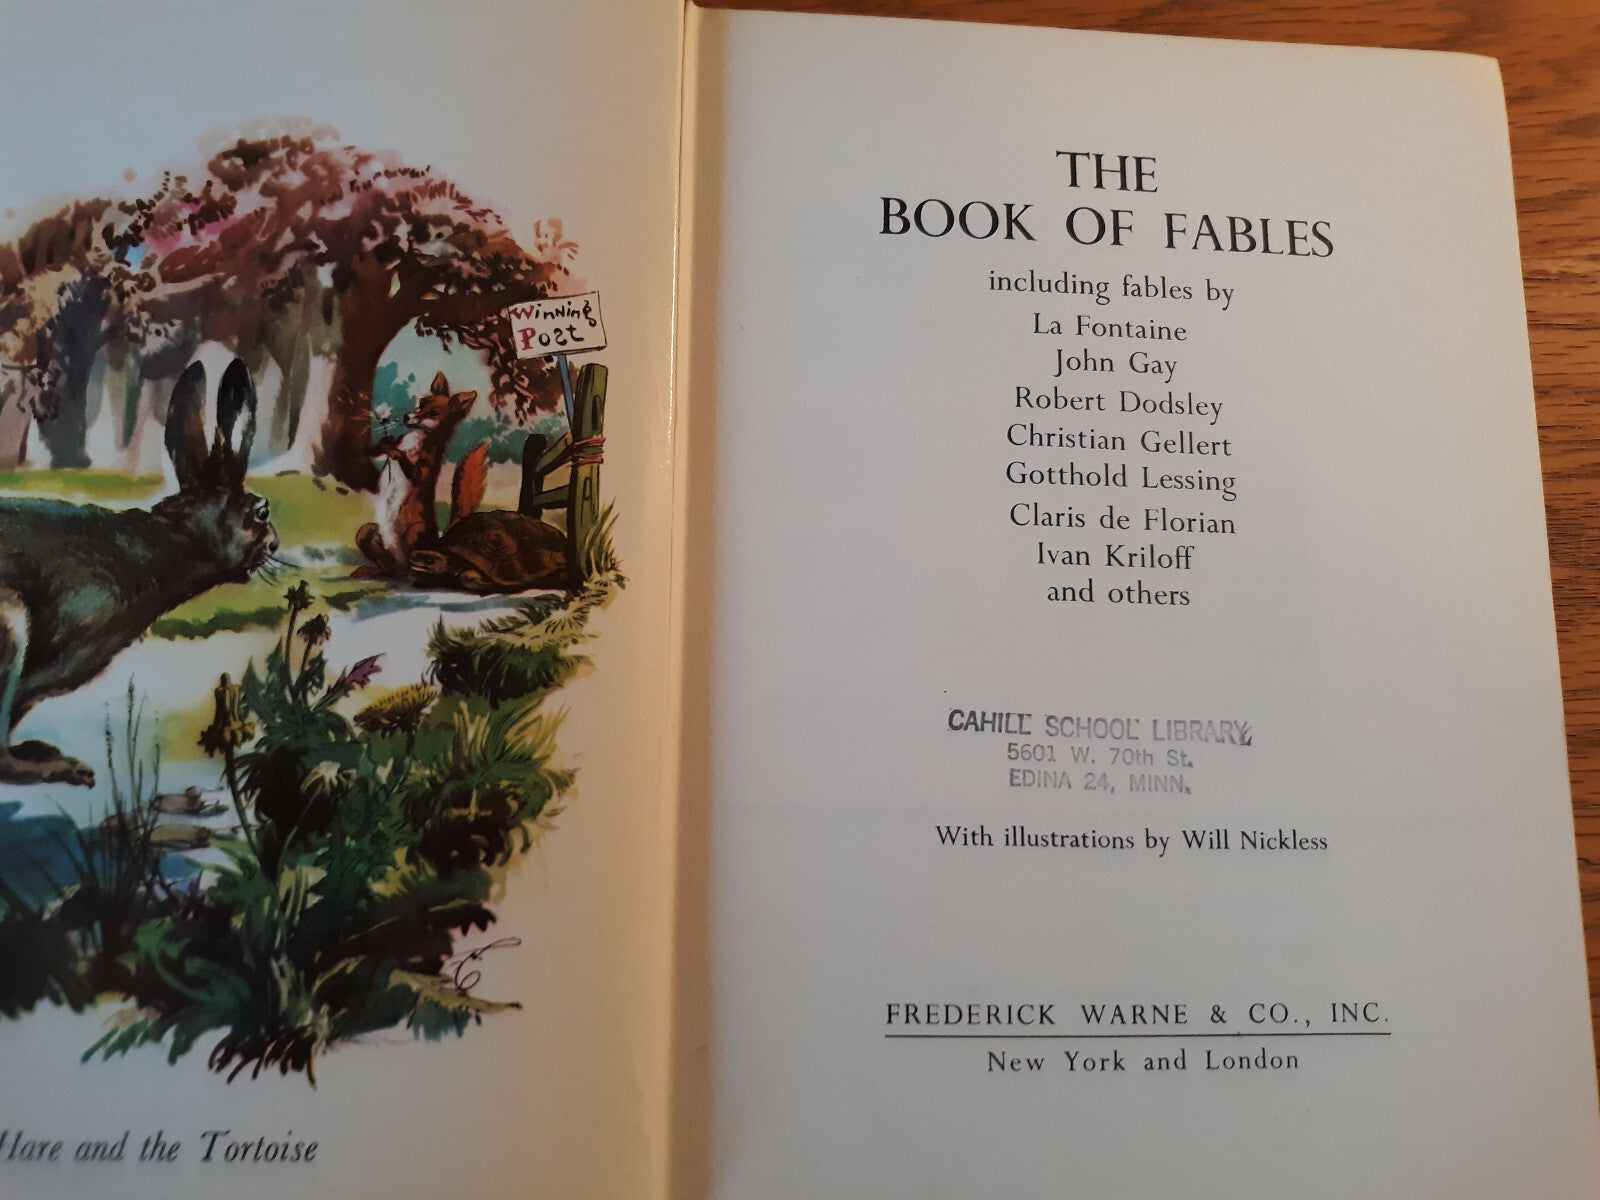 Winning
Post
Hare and the Tortoise
THE
BOOK OF FABLES
including fables by
La Fontaine
John Gay
Robert Dodsley
Christian Gellert
Gotthold Lessing
Claris de Florian
Ivan Kriloff
and others
CAHILL SCHOOL LIBRARY
5601 W. 70th St.
EDINA 24, MINN.
With illustrations by Will Nickless
FREDERICK WARNE & CO., INC.
New York and London